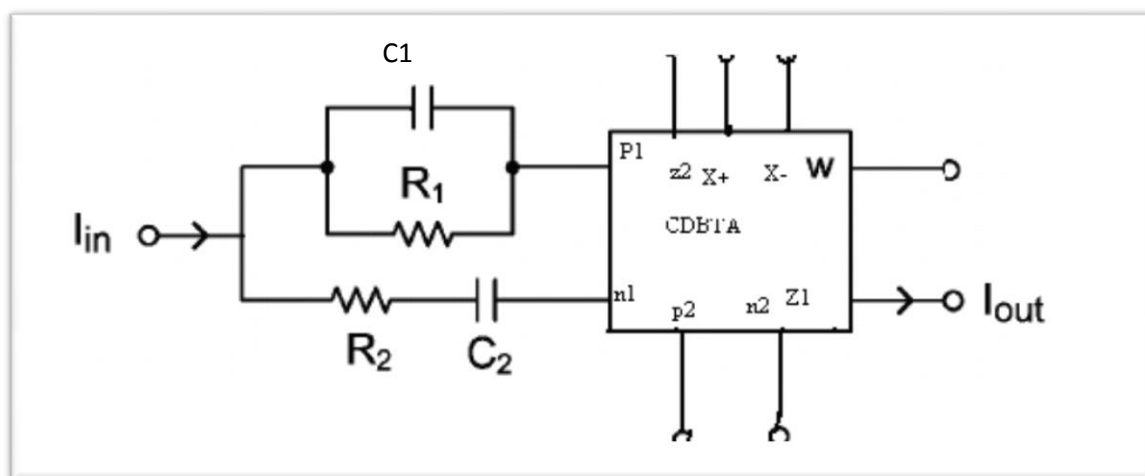 C1
P1
z2 X+ X- W
R1
CDBTA
Iin
n1 p2 n2 Z1
Iout
R2 C2